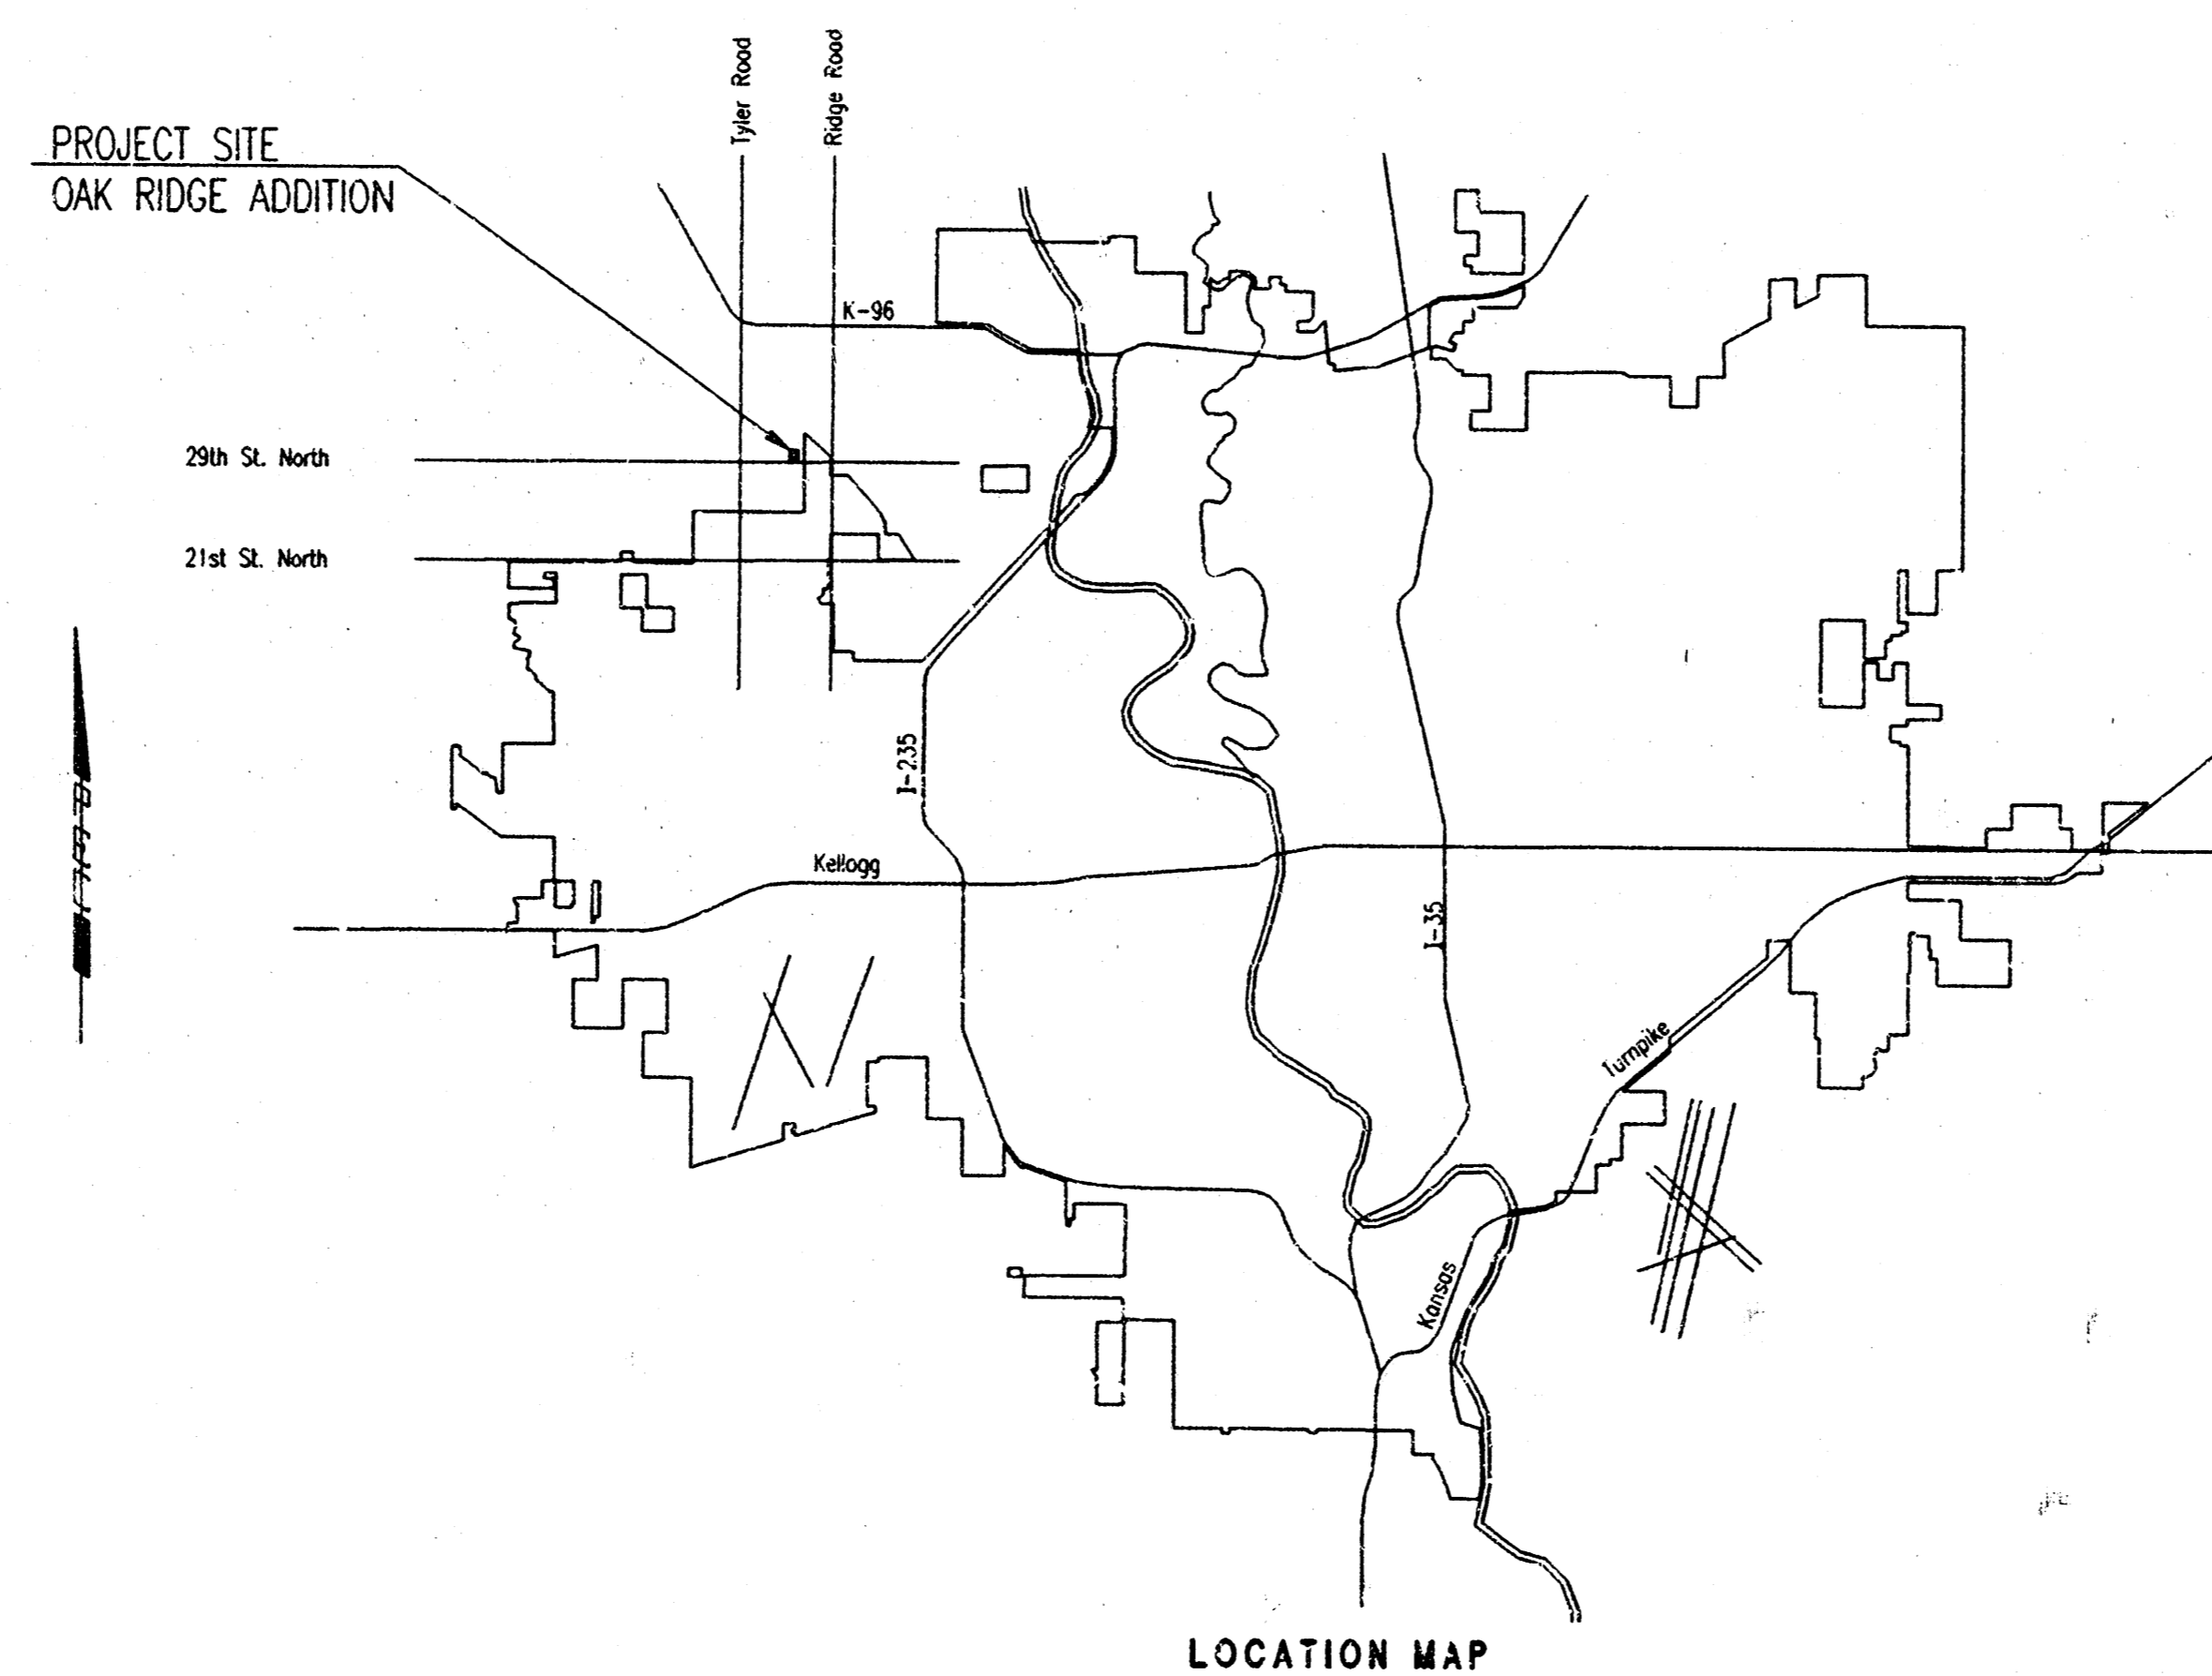 Tyler Road
Ridge Road
PROJECT SITE
OAK RIDGE ADDITION
K-96
29th St. North
21st St. North
I-235
Kellogg
I-35
Turnpike
Kansas
LOCATION MAP